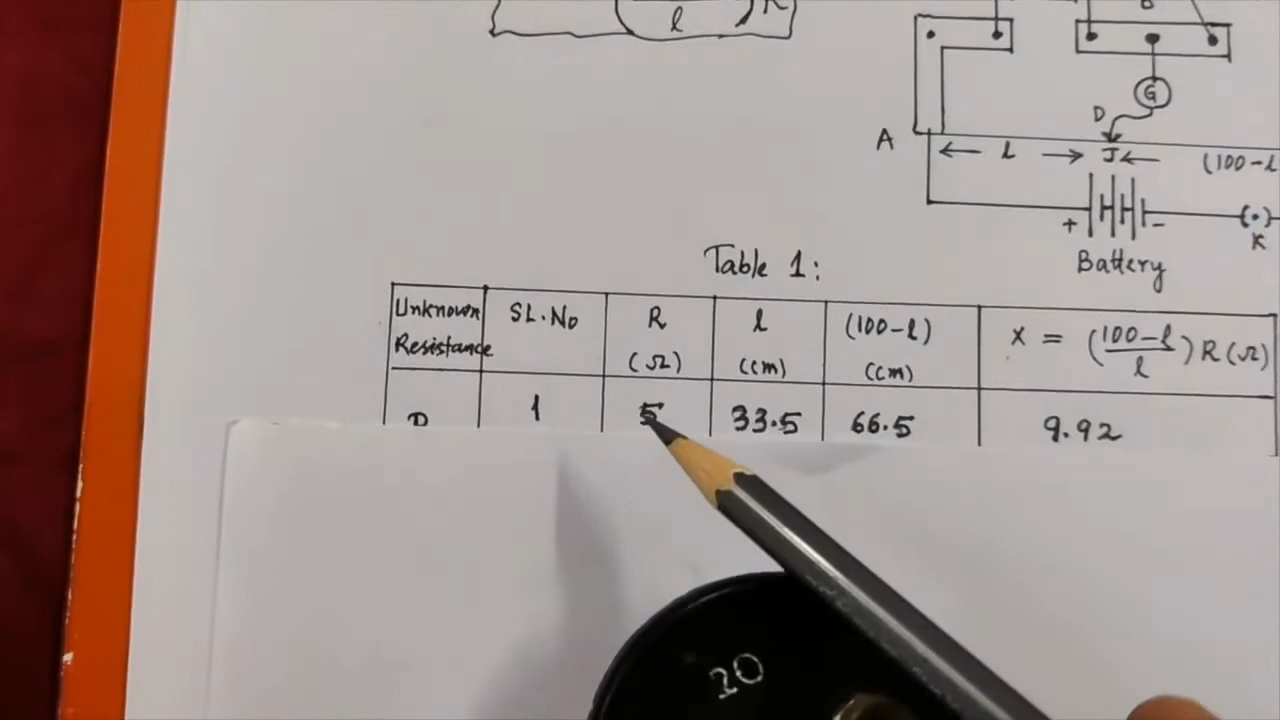 l
R
G
D
A
← l → J ← (100-l
+ -
K
Battery
Table 1:
Unknown Resistance SL.No R (Ω) l (cm) (100-l) (cm) X = (100-l/l) R (Ω)
1 5 33.5 66.5 9.92
20